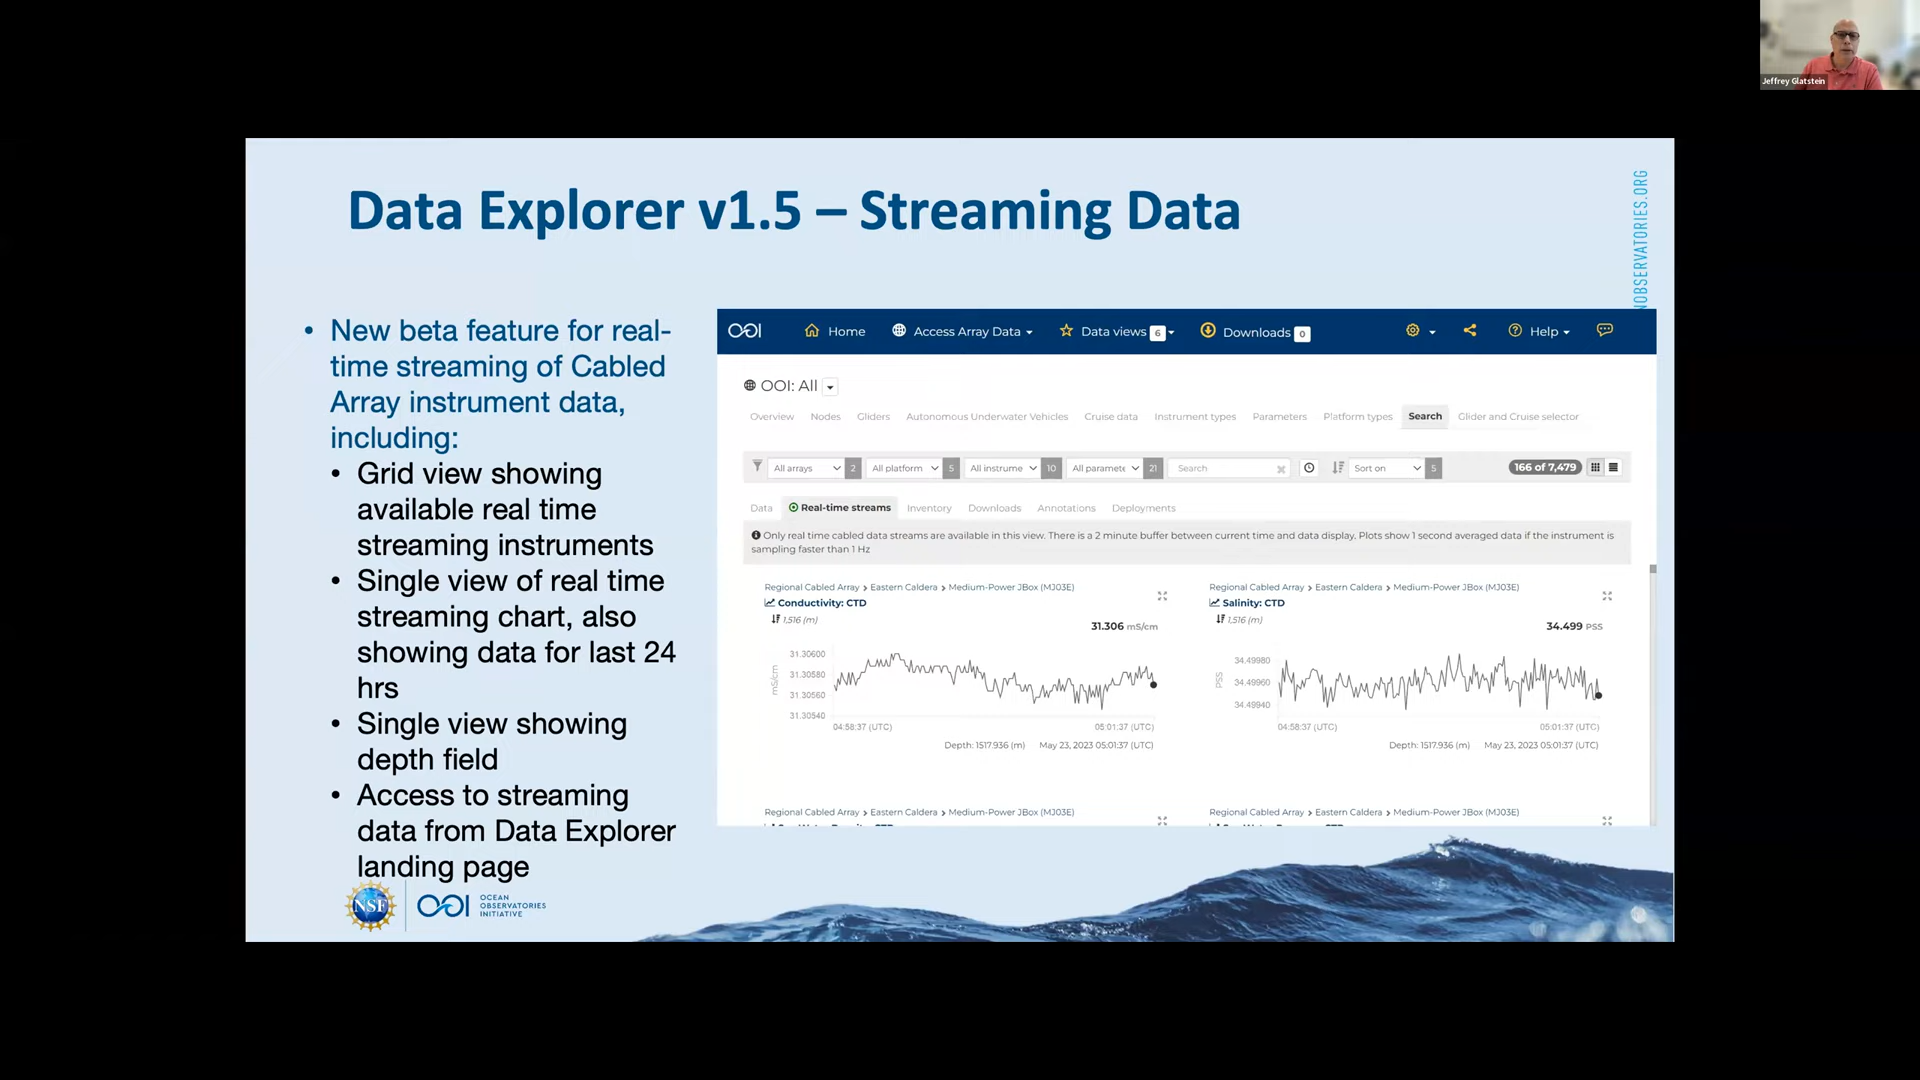 Jeffrey Glatstein
Data Explorer v1.5 – Streaming Data
NOBSERVATORIES.ORG
• New beta feature for real-
time streaming of Cabled
Array instrument data,
including:
• Grid view showing
available real time
streaming instruments
• Single view of real time
streaming chart, also
showing data for last 24
hrs
• Single view showing
depth field
• Access to streaming
data from Data Explorer
landing page
NSF
OOI
OCEAN
OBSERVATORIES
INITIATIVE
OOI Home Access Array Data Data views 6 Downloads 0 Help
OOI: All
Overview Nodes Gliders Autonomous Underwater Vehicles Cruise data Instrument types Parameters Platform types Search Glider and Cruise selector
All arrays 2 All platform 5 All instrume 10 All paramete 21 Search Sort on 5 166 of 7,479
Data Real-time streams Inventory Downloads Annotations Deployments
Only real time cabled data streams are available in this view. There is a 2 minute buffer between current time and data display. Plots show 1 second averaged data if the instrument is
sampling faster than 1 Hz
Regional Cabled Array > Eastern Caldera > Medium-Power JBox (MJ03E)
Conductivity: CTD
1,516 (m)
31.306 mS/cm
mS/cm
31.30600
31.30580
31.30560
31.30540
04:58:37 (UTC) 05:01:37 (UTC)
Depth: 1517.936 (m) May 23, 2023 05:01:37 (UTC)
Regional Cabled Array > Eastern Caldera > Medium-Power JBox (MJ03E)
Salinity: CTD
1,516 (m)
34.499 PSS
PSS
34.49980
34.49960
34.49940
04:58:37 (UTC) 05:01:37 (UTC)
Depth: 1517.936 (m) May 23, 2023 05:01:37 (UTC)
Regional Cabled Array > Eastern Caldera > Medium-Power JBox (MJ03E)
Regional Cabled Array > Eastern Caldera > Medium-Power JBox (MJ03E)